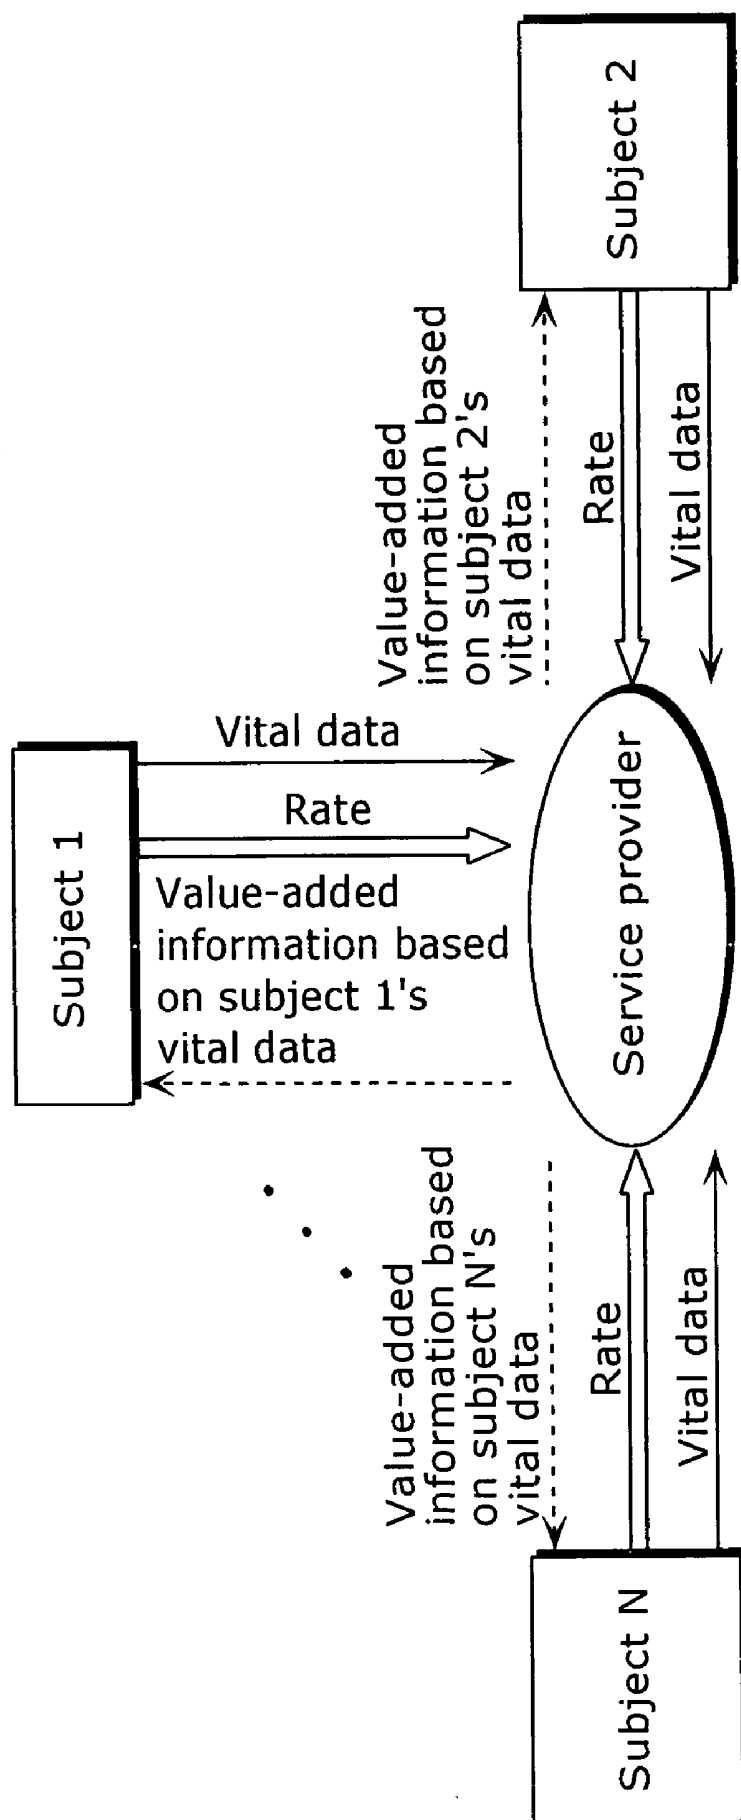 Subject 1
Vital data
Rate
Value-added
information based
on subject 1's
vital data
Value-added
information based
on subject 2's
vital data
Rate
Vital data
Subject 2
Service provider
Value-added
information based
on subject N's
vital data
Rate
Vital data
Subject N